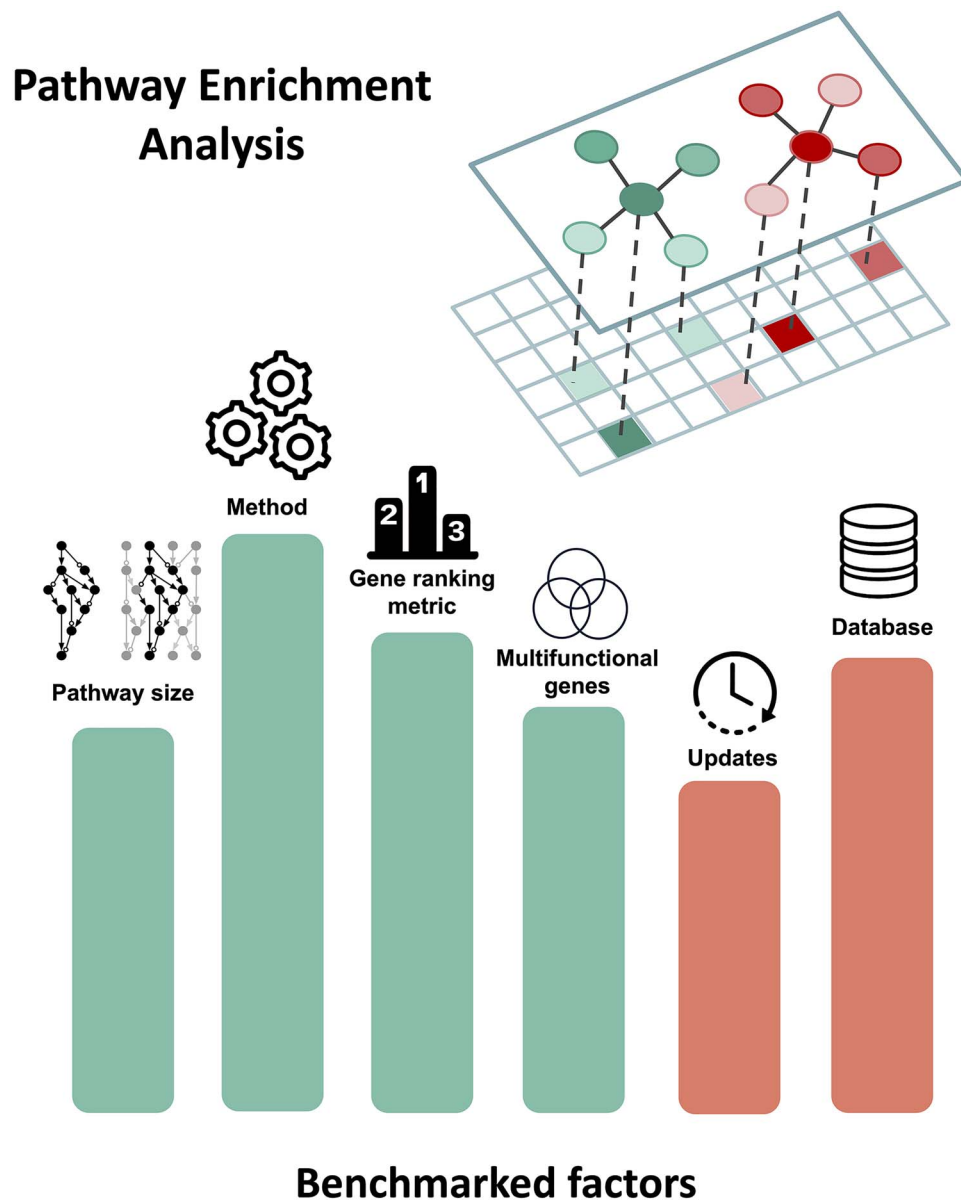 Pathway Enrichment
Analysis
Method
2 1 3
Gene ranking
metric
Pathway size
Multifunctional
genes
Updates
Database
Benchmarked factors